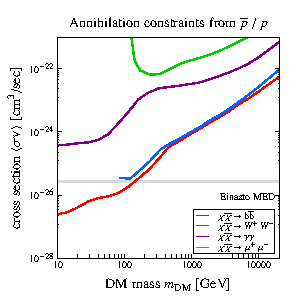 Annihilation constraints from p̅ / p
cross section ⟨σv⟩ [cm³/sec]
10⁻²²
10⁻²⁴
10⁻²⁶
10⁻²⁸
Einasto MED
χχ̅→ bb̅
χχ̅→ W⁺ W⁻
χχ̅→ γγ
χχ̅→ μ⁺ μ⁻
10
100
1000
10000
DM mass m_DM [GeV]